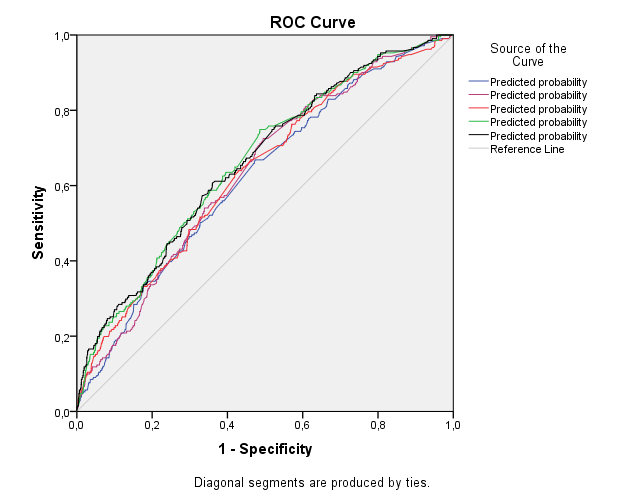 ROC Curve
Source of the
Curve
Predicted probability
Predicted probability
Predicted probability
Predicted probability
Predicted probability
Reference Line
Sensitivity
1,0
0,8
0,6
0,4
0,2
0,0
0,0 0,2 0,4 0,6 0,8 1,0
1 - Specificity
Diagonal segments are produced by ties.